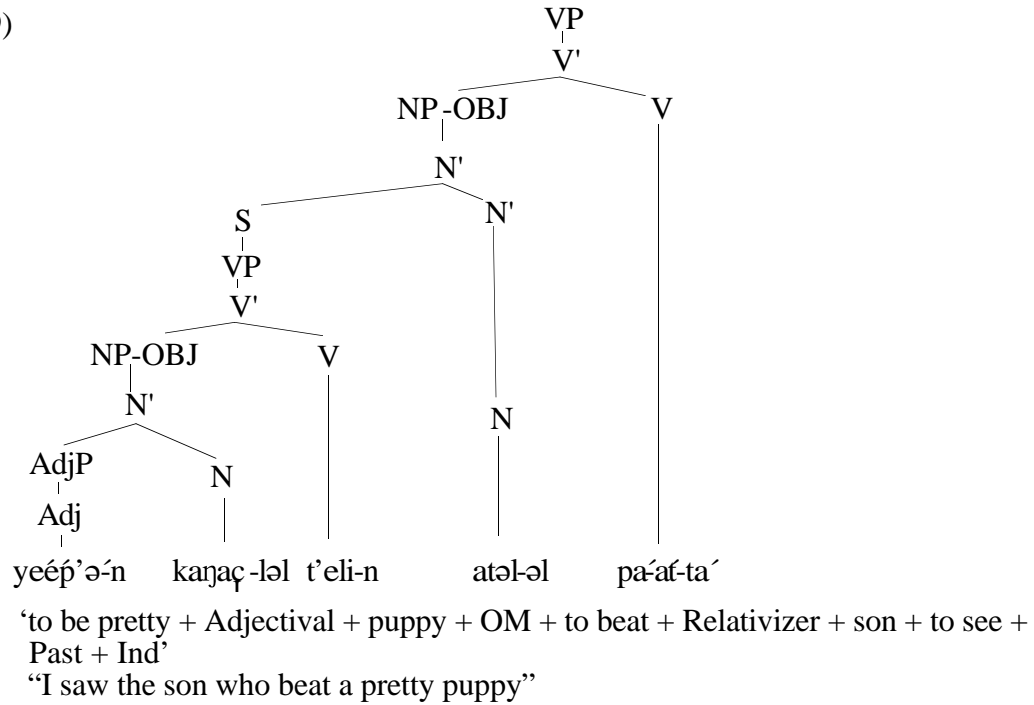 )
VP
V'
NP-OBJ V
N'
S N'
VP
V'
NP-OBJ V
N' N
AdjP N
Adj
yeép̕'ə́-n kaŋaç̩-ləl t'eli-n atəl-əl pa-́at́-ta´
‘to be pretty + Adjectival + puppy + OM + to beat + Relativizer + son + to see +
Past + Ind’
“I saw the son who beat a pretty puppy”